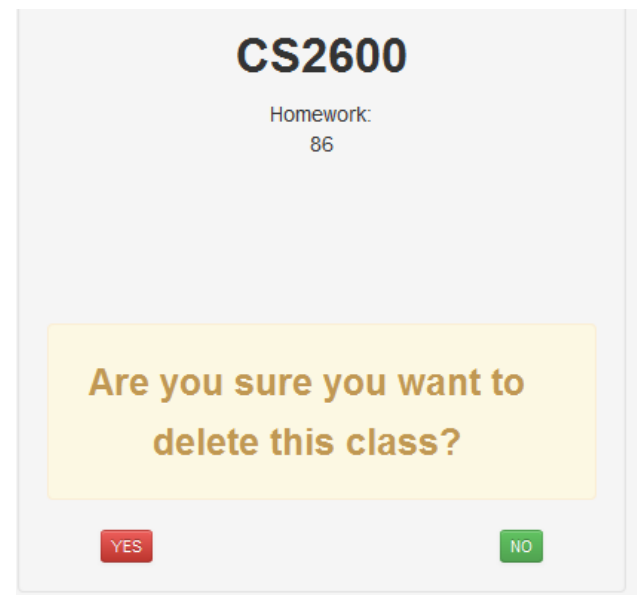 CS2600
Homework:
86
Are you sure you want to
delete this class?
YES
NO